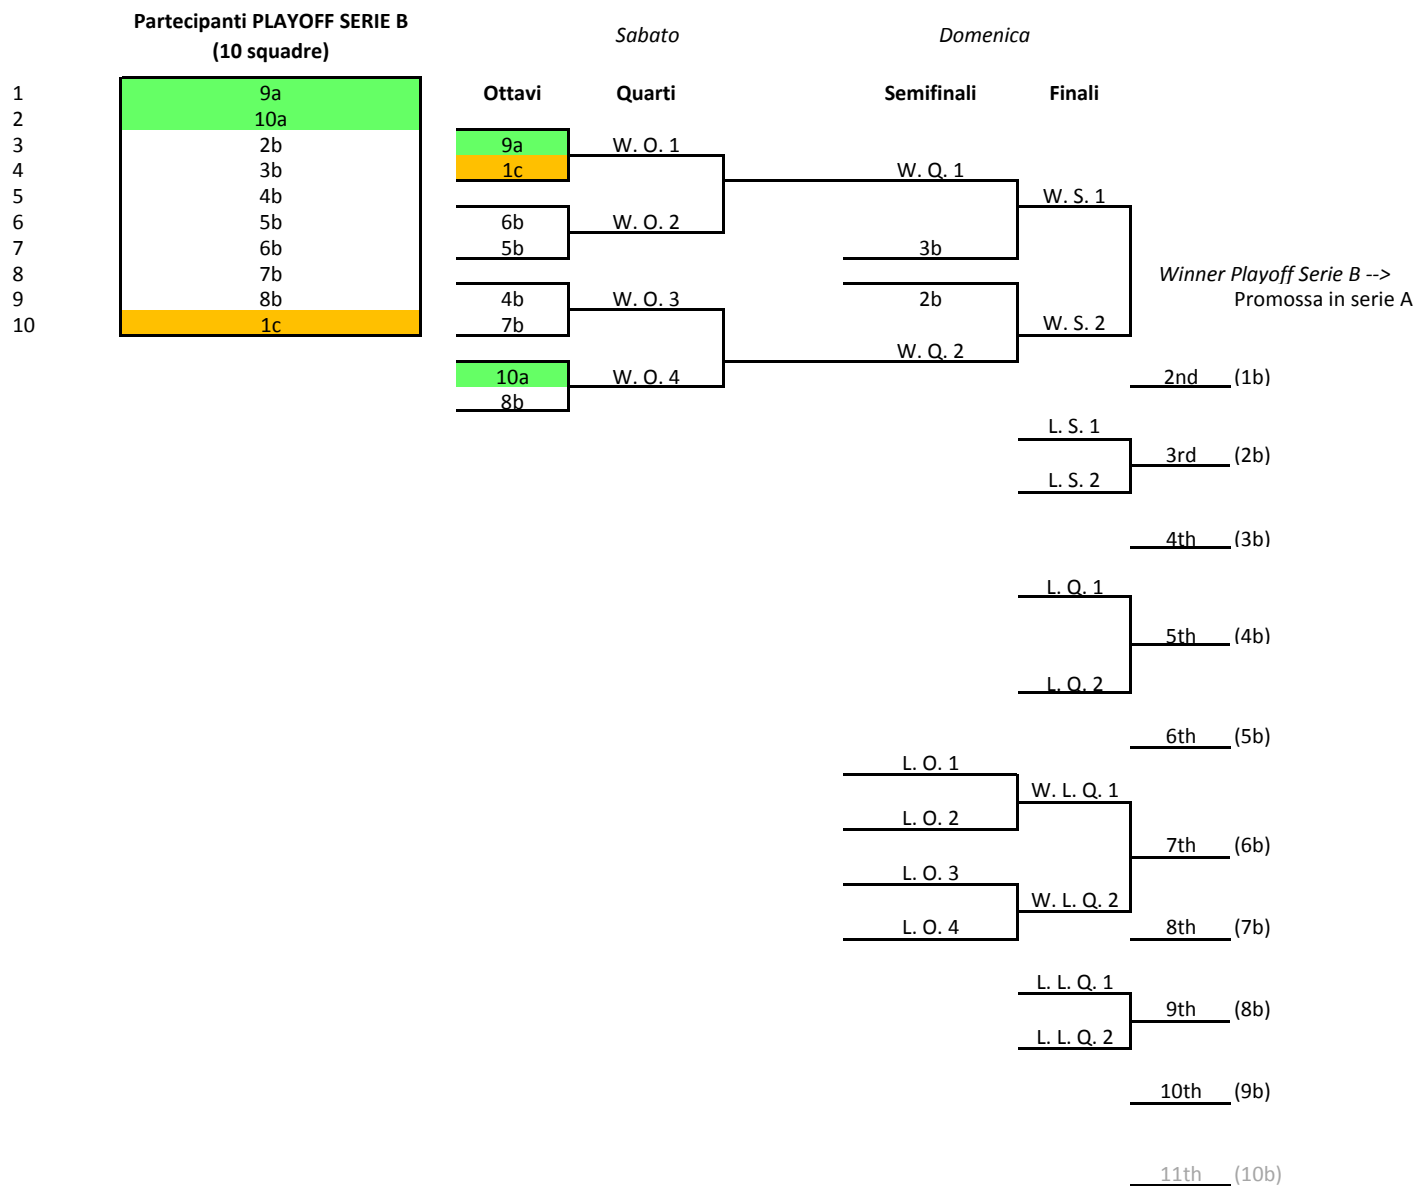 Partecipanti PLAYOFF SERIE B
(10 squadre)
Sabato
Domenica
Ottavi
Quarti
Semifinali
Finali
1
9a
2
10a
3
2b
4
3b
5
4b
6
5b
7
6b
8
7b
9
8b
10
1c
9a
1c
6b
5b
4b
7b
10a
8b
W. O. 1
W. O. 2
W. O. 3
W. O. 4
W. Q. 1
3b
2b
W. Q. 2
W. S. 1
W. S. 2
Winner Playoff Serie B -->
Promossa in serie A
2nd (1b)
L. S. 1
L. S. 2
3rd (2b)
4th (3b)
L. Q. 1
L. Q. 2
5th (4b)
6th (5b)
L. O. 1
L. O. 2
L. O. 3
L. O. 4
W. L. Q. 1
W. L. Q. 2
7th (6b)
8th (7b)
L. L. Q. 1
L. L. Q. 2
9th (8b)
10th (9b)
11th (10b)